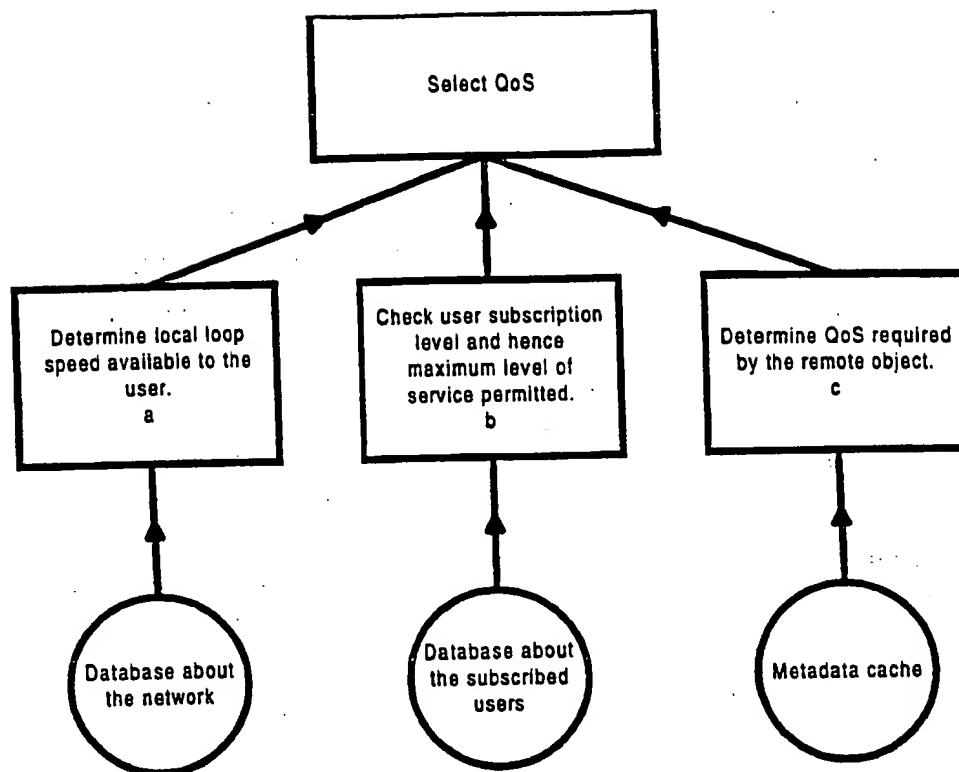 Select QoS
Determine local loop
speed available to the
user.
a
Check user subscription
level and hence
maximum level of
service permitted.
b
Determine QoS required
by the remote object.
c
Database about
the network
Database about
the subscribed
users
Metadata cache